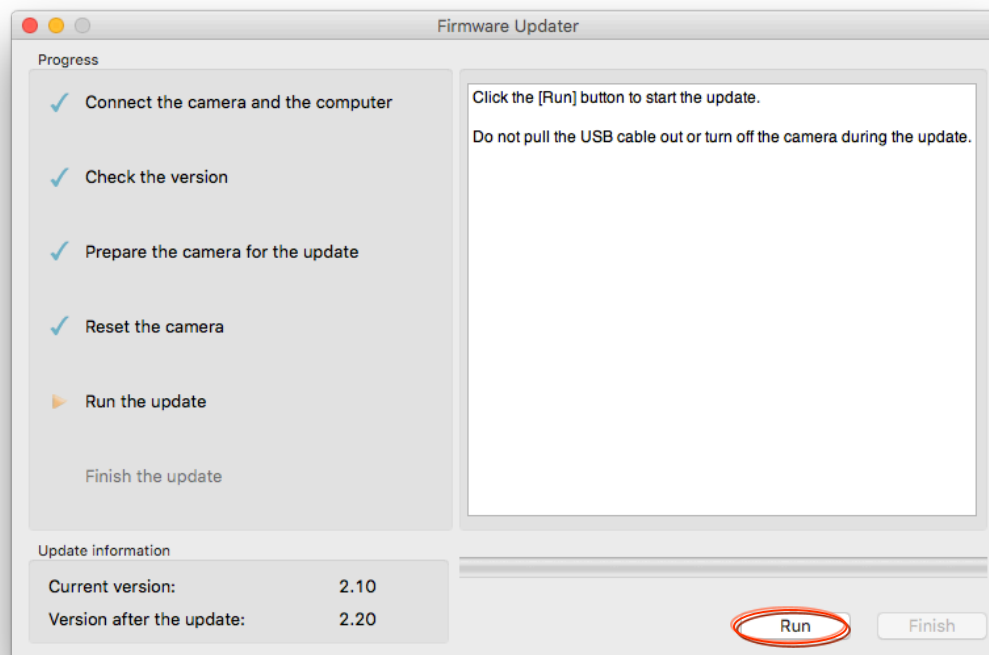 Firmware Updater
Progress
Connect the camera and the computer
Check the version
Prepare the camera for the update
Reset the camera
Run the update
Finish the update
Click the [Run] button to start the update.
Do not pull the USB cable out or turn off the camera during the update.
Update information
Current version: 2.10
Version after the update: 2.20
Run
Finish